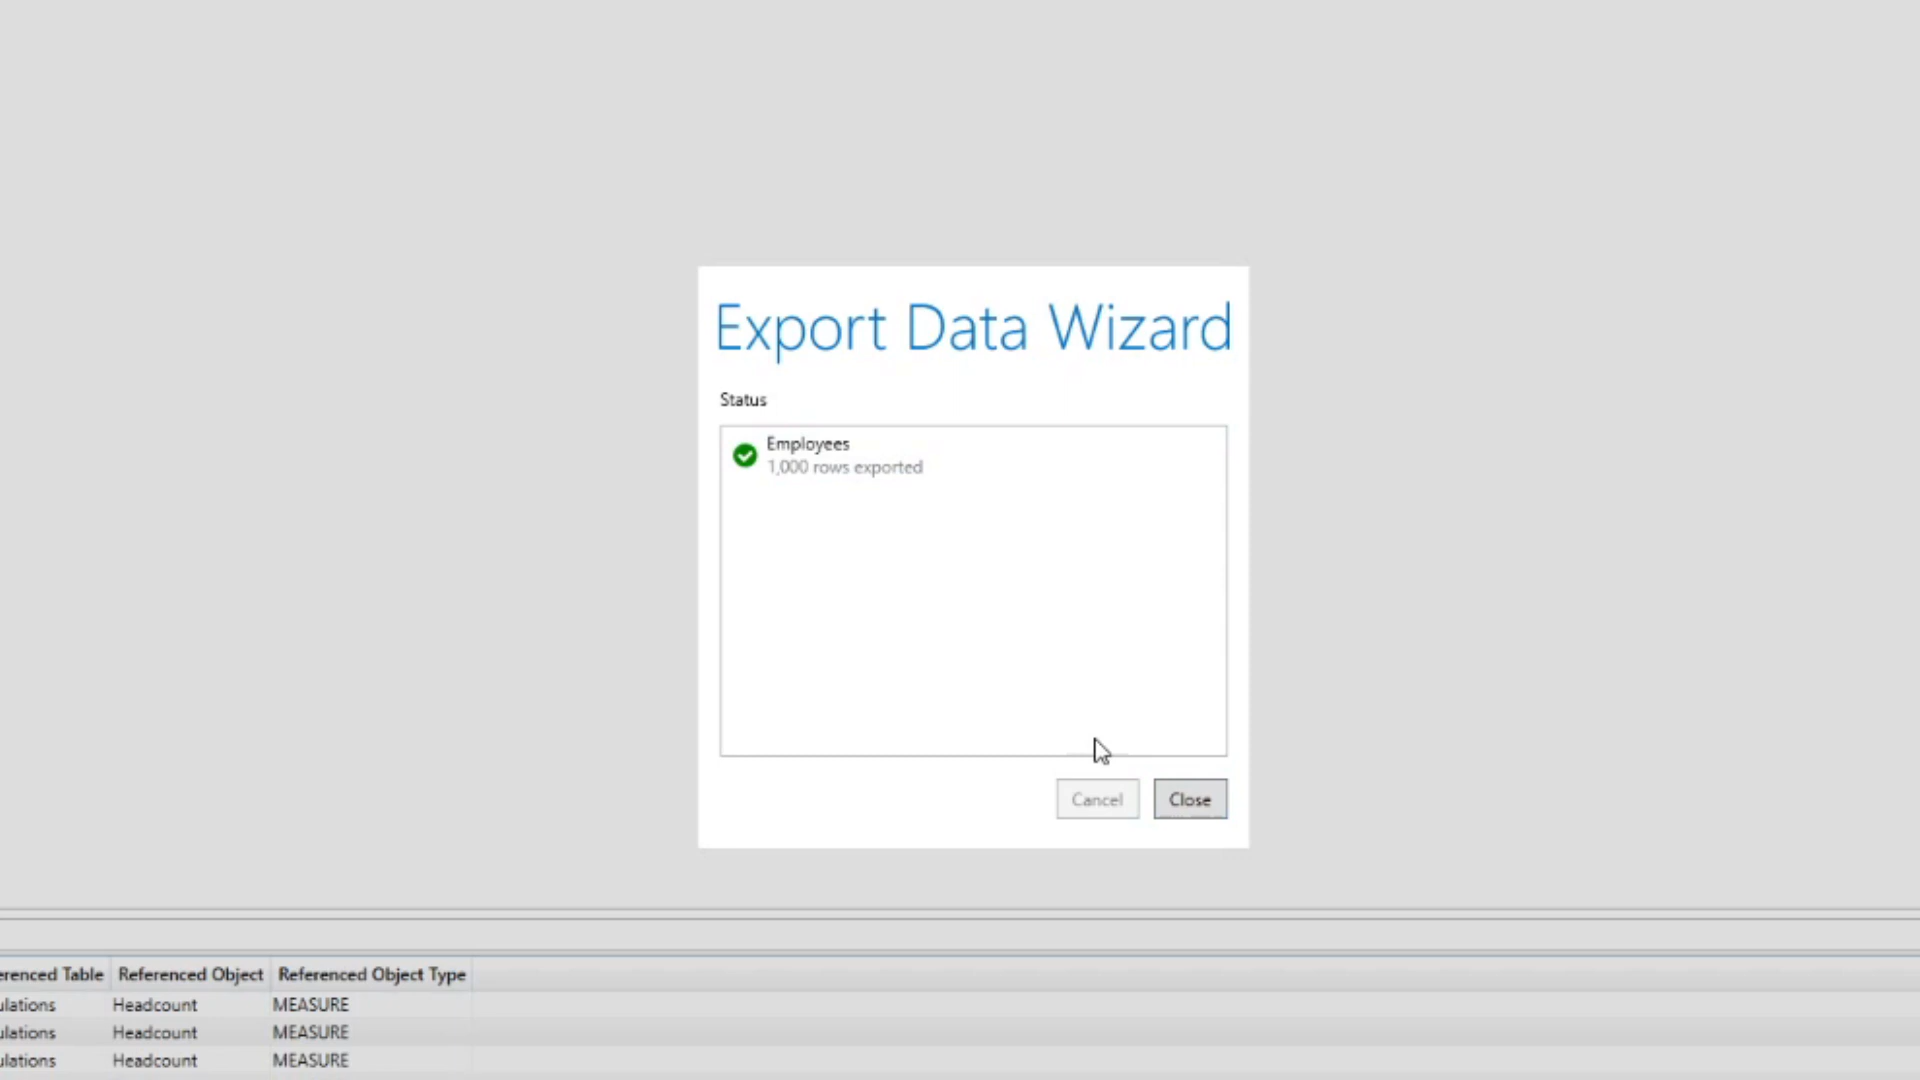 Export Data Wizard
Status
Employees
1,000 rows exported
Cancel Close
Table Referenced Object Referenced Object Type
Headcount MEASURE
Headcount MEASURE
Headcount MEASURE